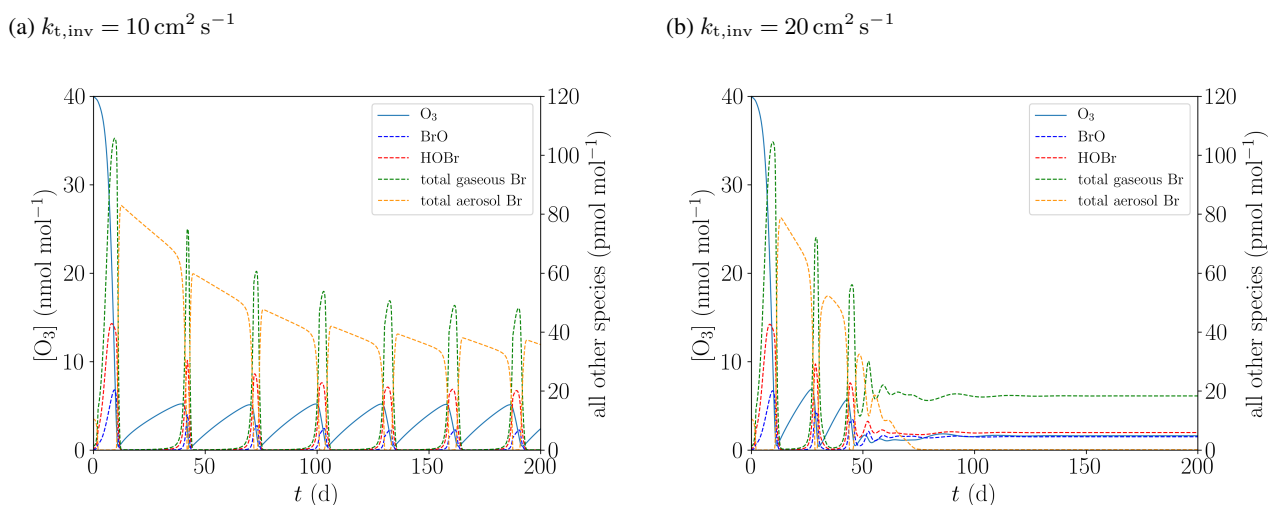 (a) k_{t,inv} = 10 cm² s⁻¹
40
30
20
10
0
[O₃] (nmol mol⁻¹)
120
100
80
60
40
20
0
all other species (pmol mol⁻¹)
O₃
BrO
HOBr
total gaseous Br
total aerosol Br
0 50 100 150 200
t (d)
(b) k_{t,inv} = 20 cm² s⁻¹
40
30
20
10
0
[O₃] (nmol mol⁻¹)
120
100
80
60
40
20
0
all other species (pmol mol⁻¹)
O₃
BrO
HOBr
total gaseous Br
total aerosol Br
0 50 100 150 200
t (d)